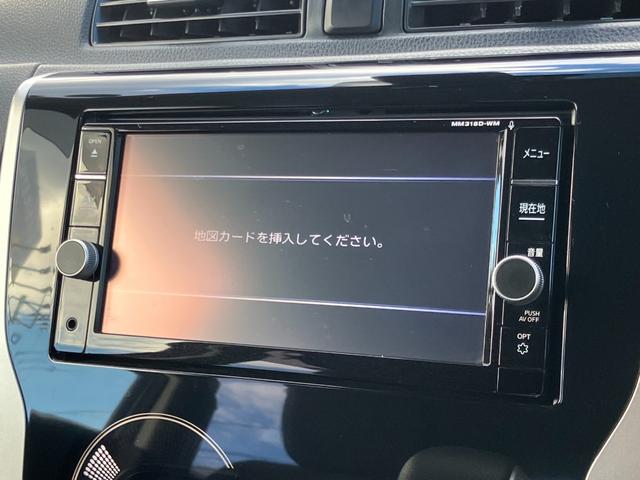 MM318D-WM
OPEN
メニュー
地図カードを挿入してください。
現在地
音量
PUSH
AV OFF
OPT